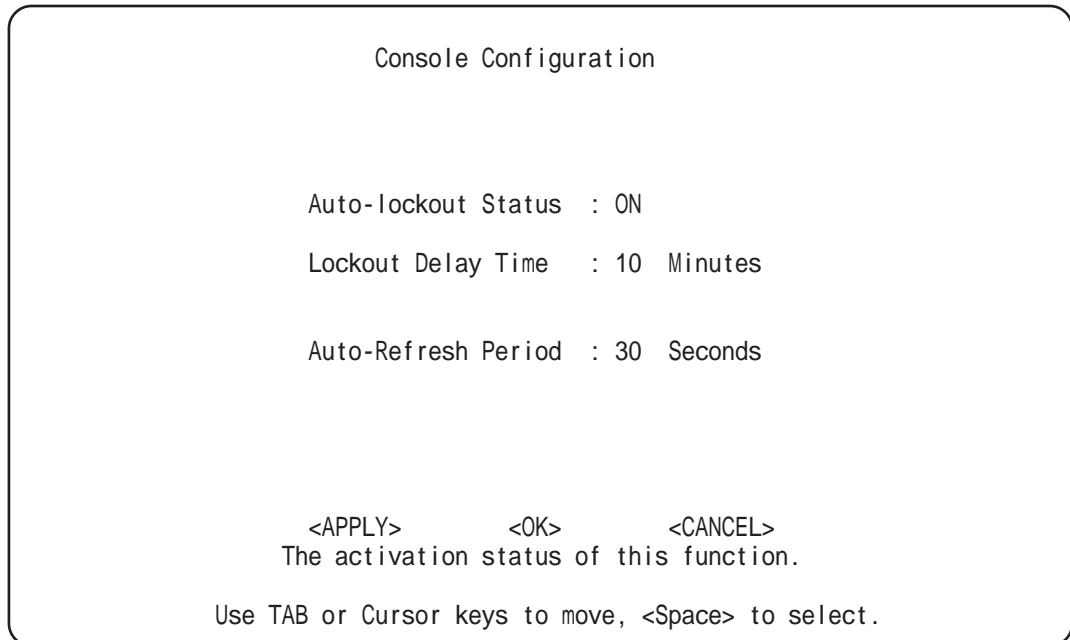 Console Configuration
Auto-lockout Status : ON
Lockout Delay Time : 10 Minutes
Auto-Refresh Period : 30 Seconds
<APPLY> <OK> <CANCEL>
The activation status of this function.
Use TAB or Cursor keys to move, <Space> to select.